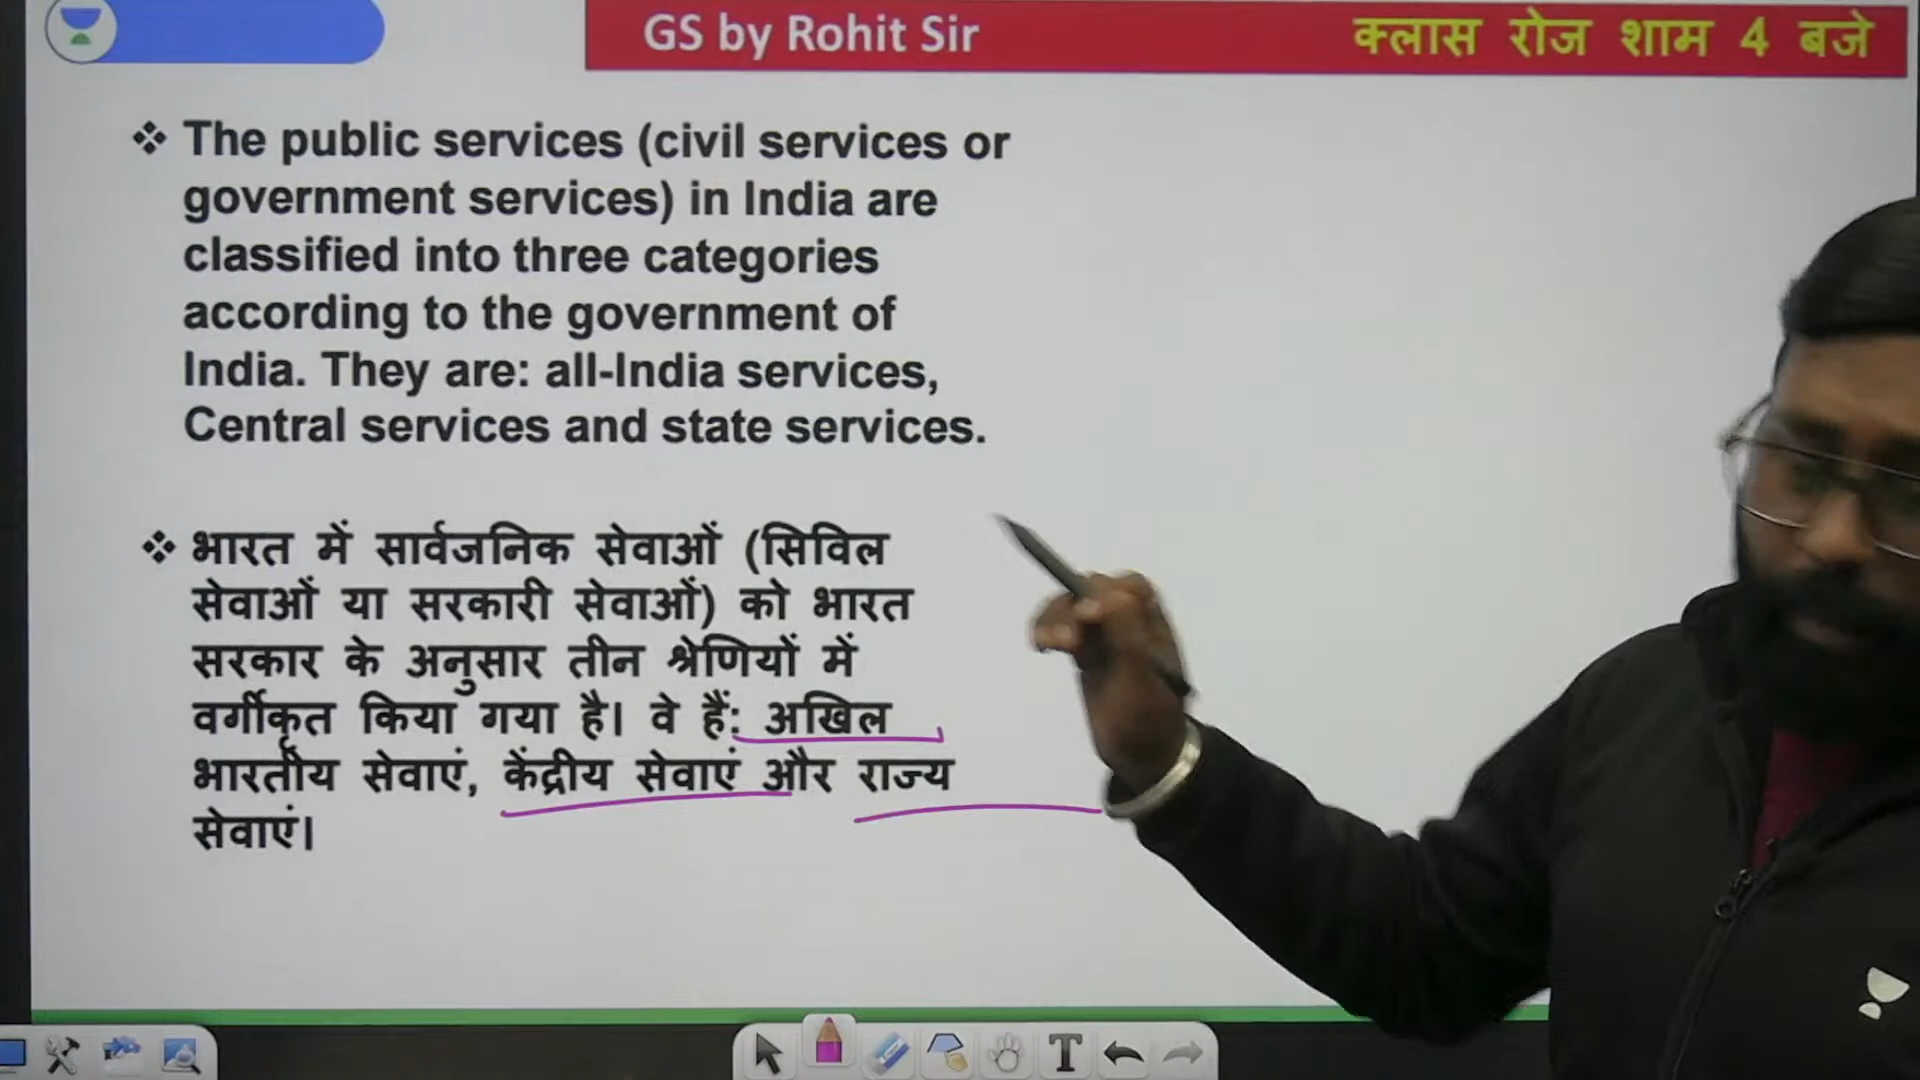 GS by Rohit Sir
क्लास रोज शाम 4 बजे
❖ The public services (civil services or
government services) in India are
classified into three categories
according to the government of
India. They are: all-India services,
Central services and state services.
❖ भारत में सार्वजनिक सेवाओं (सिविल
सेवाओं या सरकारी सेवाओं) को भारत
सरकार के अनुसार तीन श्रेणियों में
वर्गीकृत किया गया है। वे हैं: अखिल
भारतीय सेवाएं, केंद्रीय सेवाएं और राज्य
सेवाएं।
T